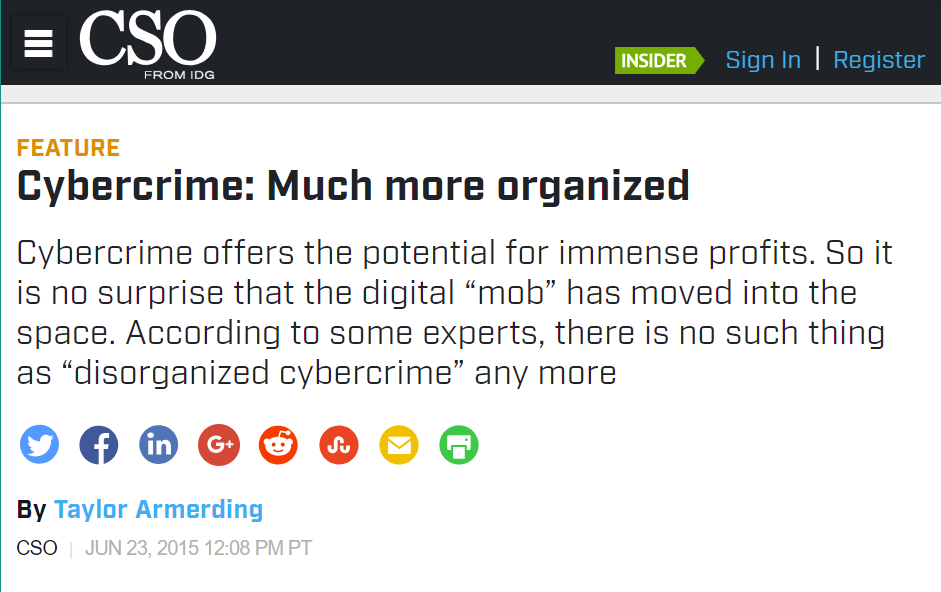 CSO
FROM IDG
INSIDER Sign In | Register
FEATURE
Cybercrime: Much more organized
Cybercrime offers the potential for immense profits. So it
is no surprise that the digital “mob” has moved into the
space. According to some experts, there is no such thing
as “disorganized cybercrime” any more
G+
By Taylor Armerding
CSO | JUN 23, 2015 12:08 PM PT